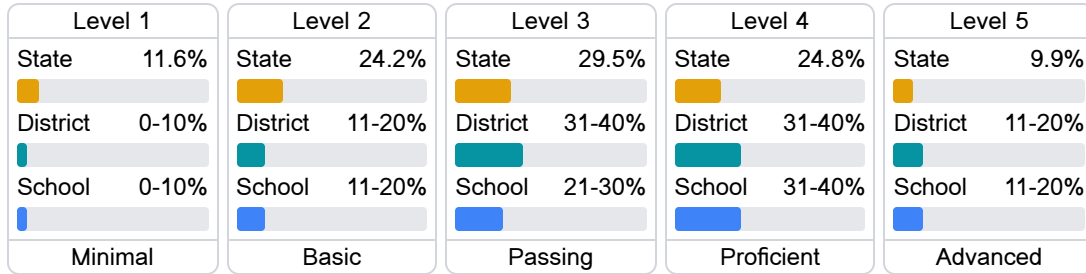 Level 1
State 11.6%
District 0-10%
School 0-10%
Minimal
Level 2
State 24.2%
District 11-20%
School 11-20%
Basic
Level 3
State 29.5%
District 31-40%
School 21-30%
Passing
Level 4
State 24.8%
District 31-40%
School 31-40%
Proficient
Level 5
State 9.9%
District 11-20%
School 11-20%
Advanced